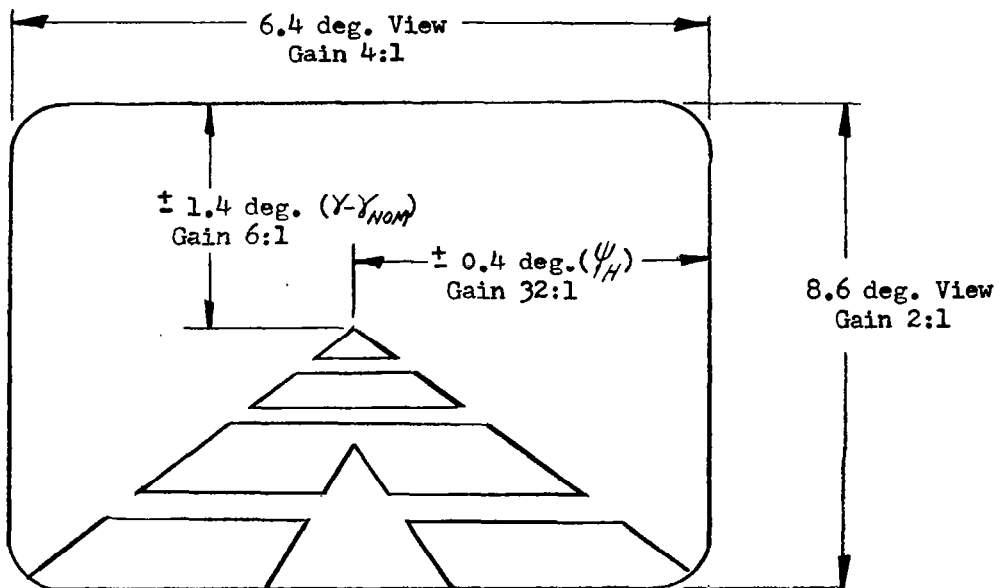 6.4 deg. View
Gain 4:1
± 1.4 deg. (γ-γNOM)
Gain 6:1
± 0.4 deg.(ψH)
Gain 32:1
8.6 deg. View
Gain 2:1